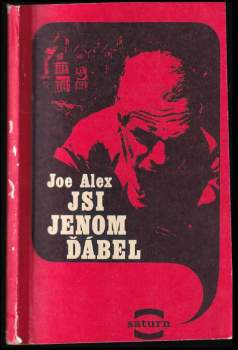 Joe Alex
JSI
JENOM
ĎÁBEL
saturn